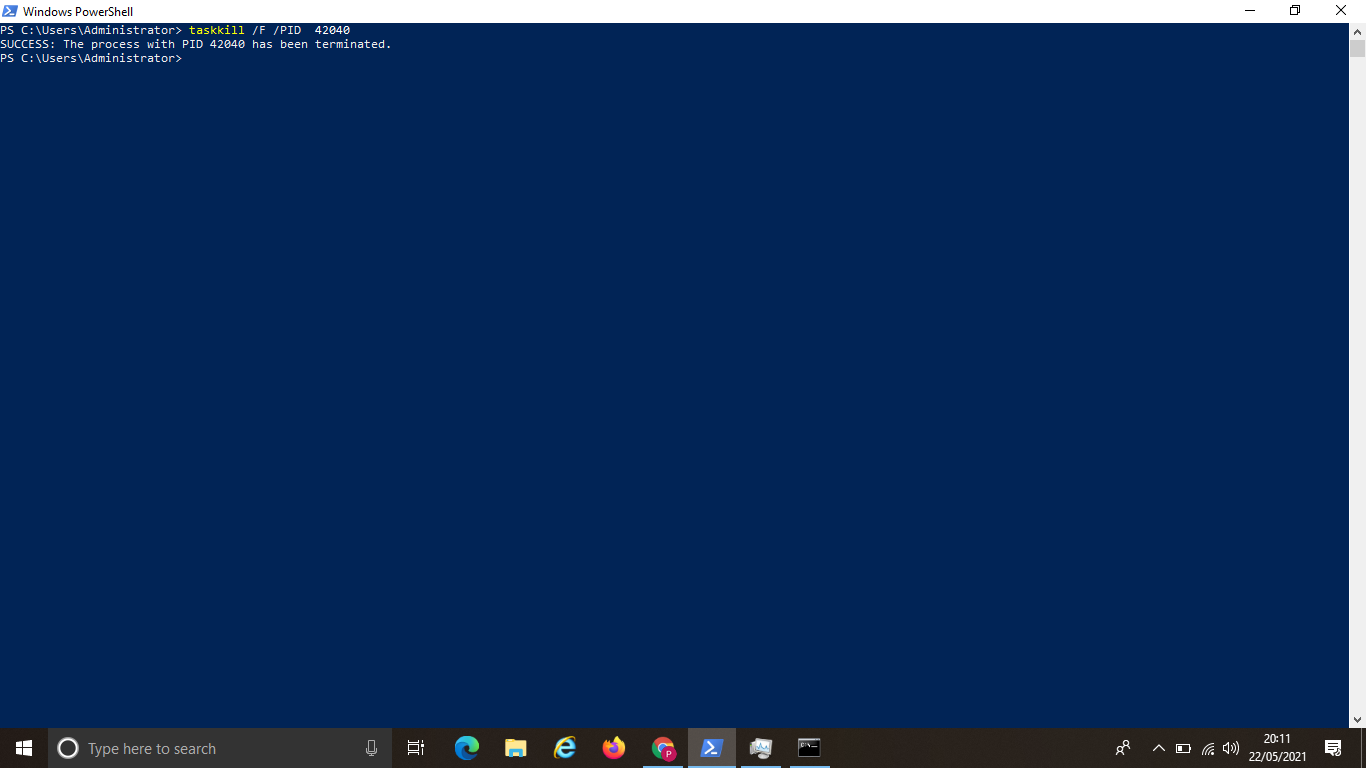 Windows PowerShell
PS C:\Users\Administrator> taskkill /F /PID  42040
SUCCESS: The process with PID 42040 has been terminated.
PS C:\Users\Administrator>
Type here to search
P
20:11
22/05/2021